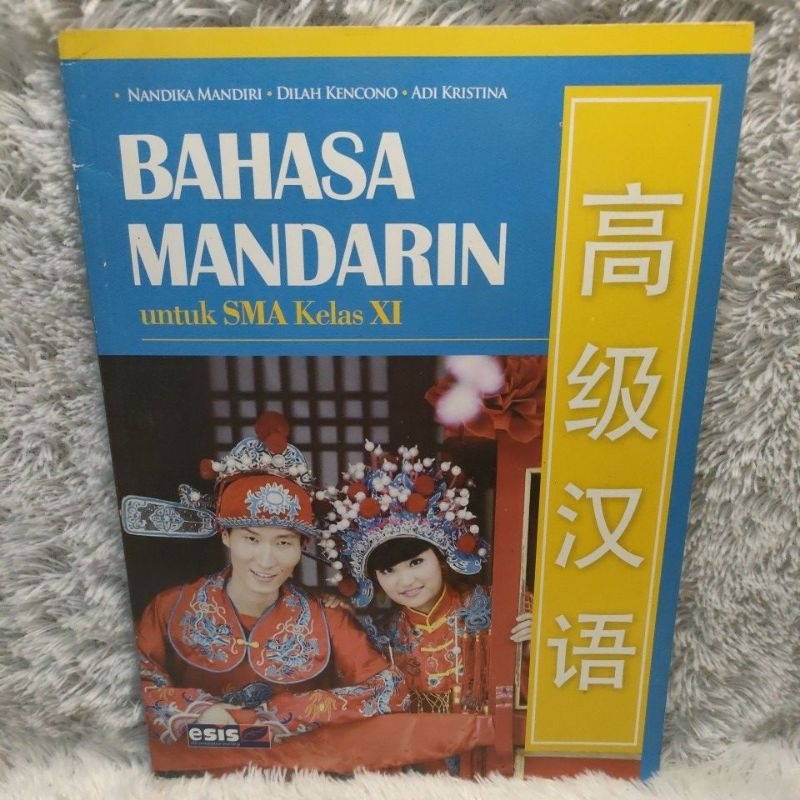 • NANDIKA MANDIRI • DILAH KENCONO • ADI KRISTINA
BAHASA
MANDARIN
untuk SMA Kelas XI
高级汉语
esis